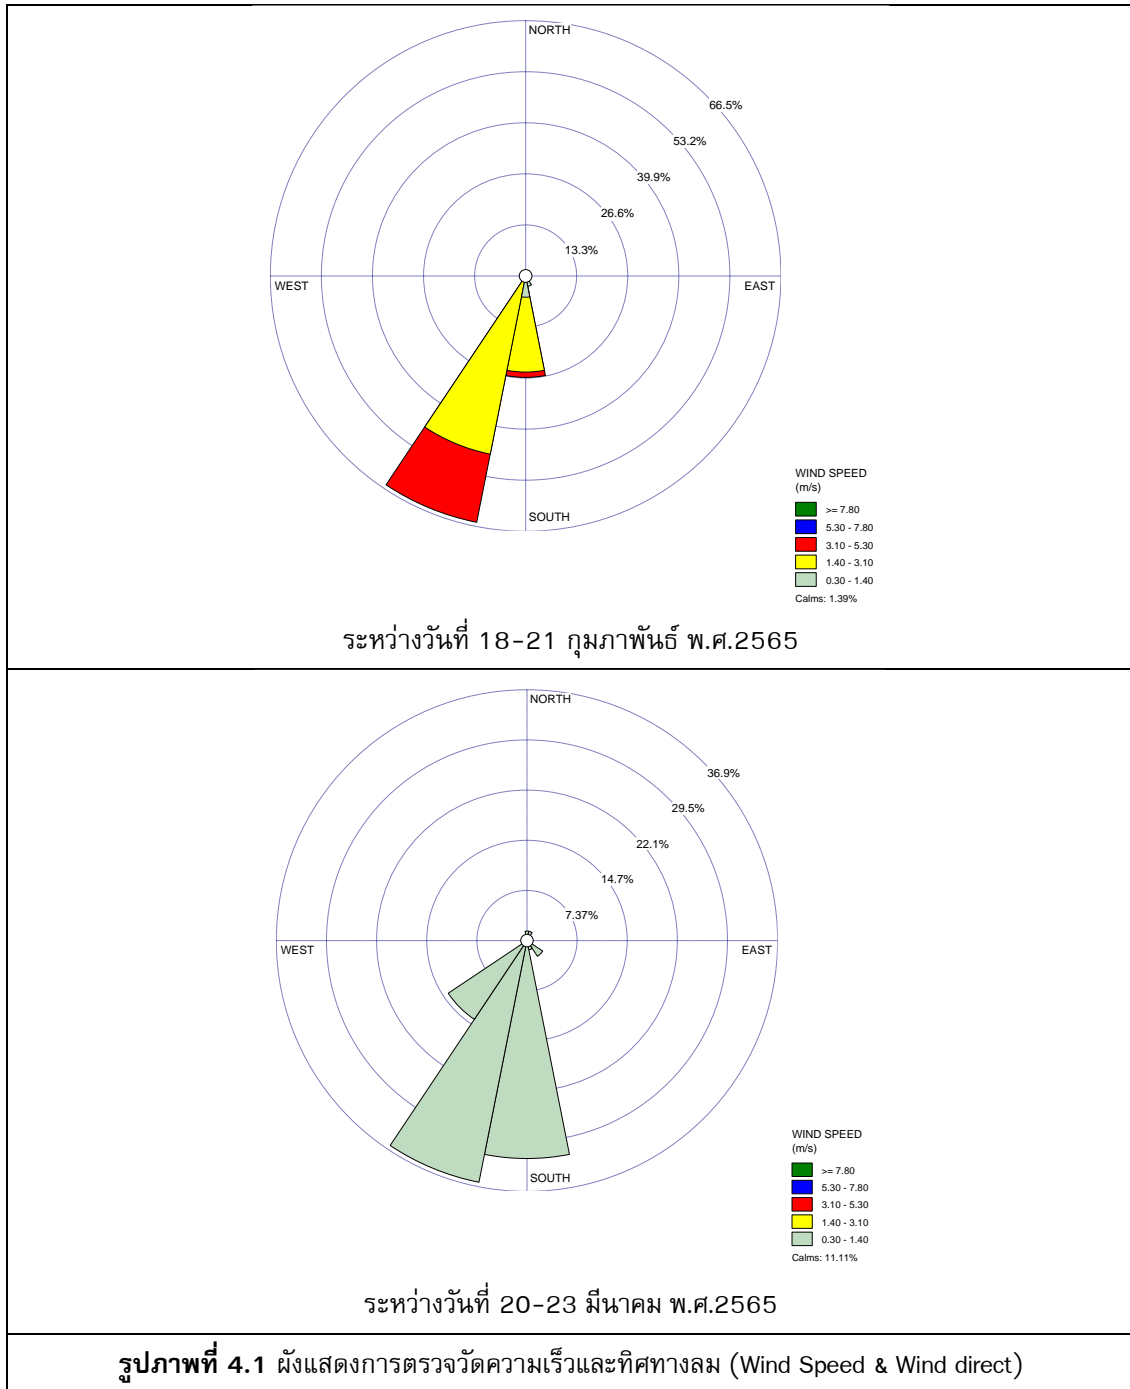 NORTH
66.5%
53.2%
39.9%
26.6%
13.3%
WEST
EAST
SOUTH
WIND SPEED
(m/s)
>= 7.80
5.30 - 7.80
3.10 - 5.30
1.40 - 3.10
0.30 - 1.40
Calms: 1.39%
ระหว่างวันที่ 18-21 กุมภาพันธ์ พ.ศ.2565
NORTH
36.9%
29.5%
22.1%
14.7%
7.37%
WEST
EAST
SOUTH
WIND SPEED
(m/s)
>= 7.80
5.30 - 7.80
3.10 - 5.30
1.40 - 3.10
0.30 - 1.40
Calms: 11.11%
ระหว่างวันที่ 20-23 มีนาคม พ.ศ.2565
รูปภาพที่ 4.1 ผังแสดงการตรวจวัดความเร็วและทิศทางลม (Wind Speed & Wind direct)